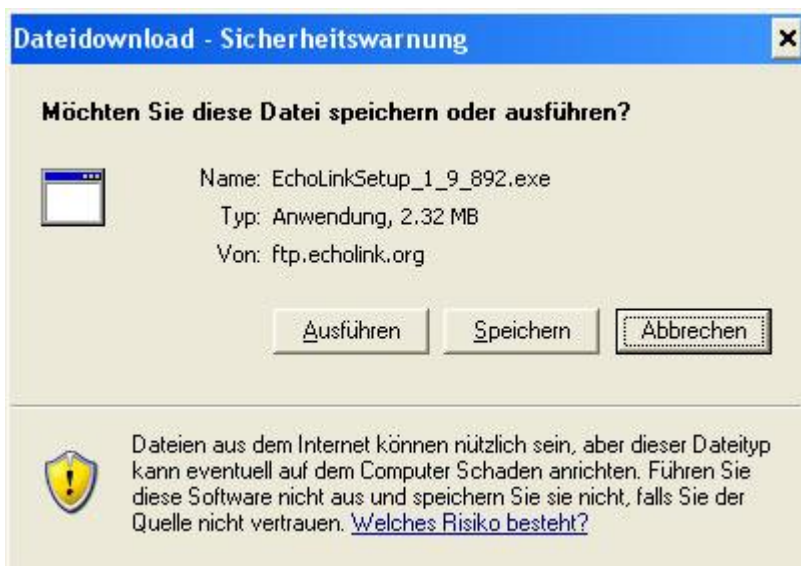 Dateidownload - Sicherheitswarnung
Möchten Sie diese Datei speichern oder ausführen?
Name: EchoLinkSetup_1_9_892.exe
Typ: Anwendung, 2.32 MB
Von: ftp.echolink.org
Ausführen Speichern Abbrechen
Dateien aus dem Internet können nützlich sein, aber dieser Dateityp
kann eventuell auf dem Computer Schaden anrichten. Führen Sie
diese Software nicht aus und speichern Sie sie nicht, falls Sie der
Quelle nicht vertrauen. Welches Risiko besteht?